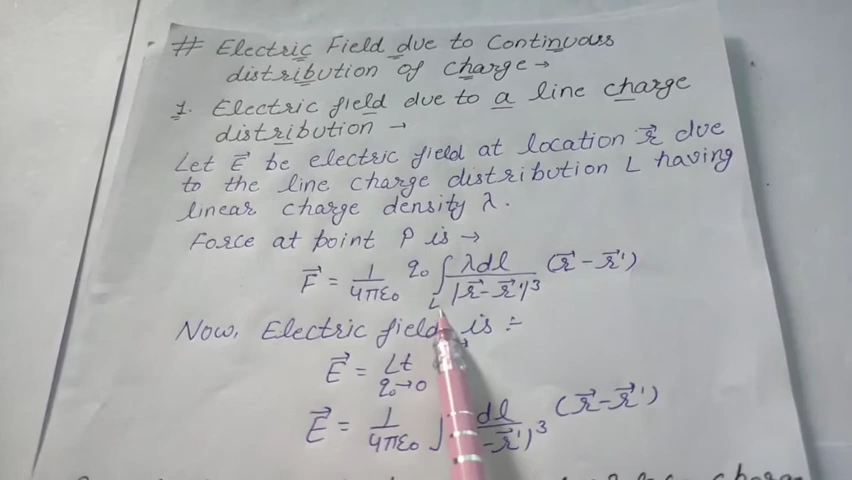 # Electric Field due to Continuous
distribution of charge →
1. Electric field due to a line charge
distribution →
Let E⃗ be electric field at location r⃗ due
to the line charge distribution L having
linear charge density λ.
Force at point P is →
F⃗ = 1/4πε₀ q₀ ∫_L λdl/|r⃗-r⃗'|³ (r⃗-r⃗')
Now, Electric field is :-
E⃗ = Lt q₀→0
E⃗ = 1/4πε₀ ∫ dl/-r⃗'|³ (r⃗-r⃗')